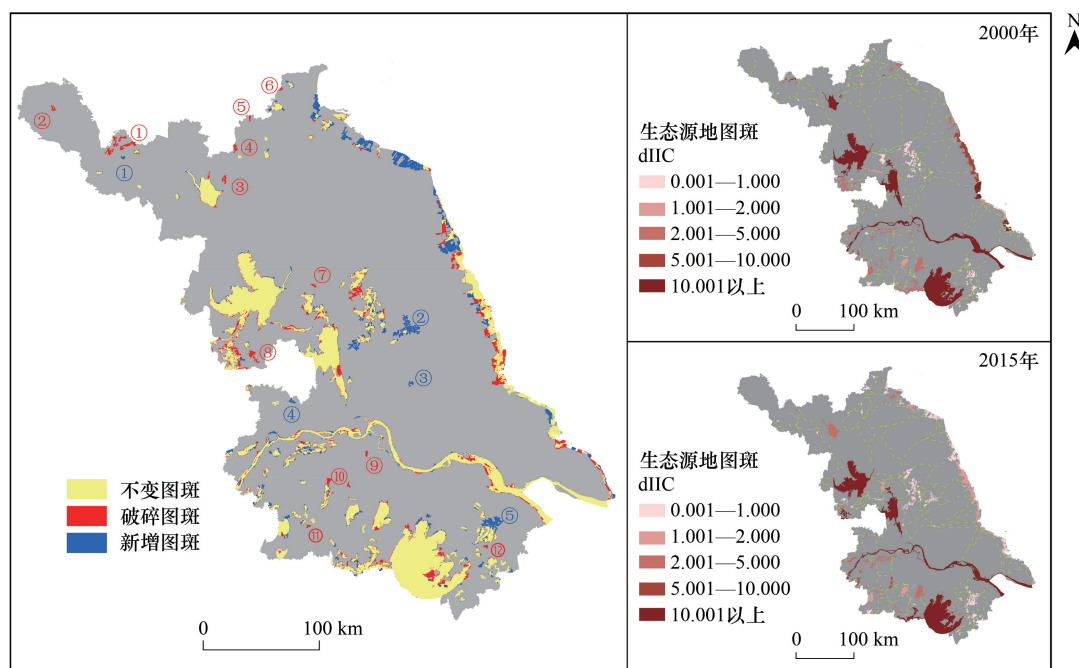 N
⑥
⑤
②
①
④
①
③
⑦
②
⑧
③
④
⑨
⑩
⑤
⑪
⑫
不变图斑
破碎图斑
新增图斑
0 100 km
2000年
生态源地图斑
dIIC
0.001—1.000
1.001—2.000
2.001—5.000
5.001—10.000
10.001以上
0 100 km
2015年
生态源地图斑
dIIC
0.001—1.000
1.001—2.000
2.001—5.000
5.001—10.000
10.001以上
0 100 km